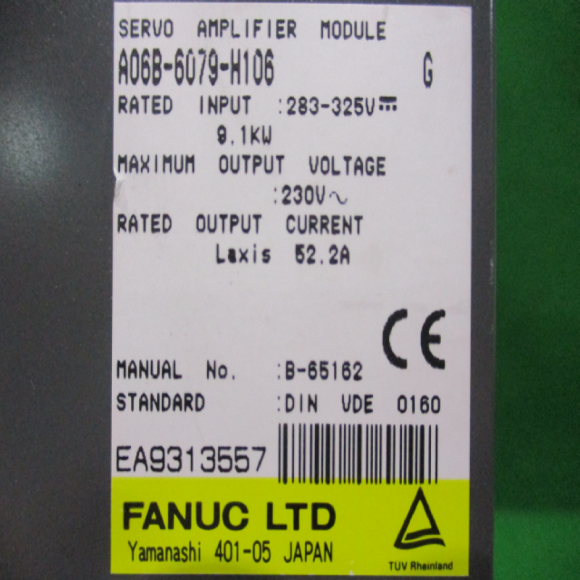 SERVO AMPLIFIER MODULE
A06B-6079-H106 G
RATED INPUT :283-325V⎓
9.1KW
MAXIMUM OUTPUT VOLTAGE
:230V～
RATED OUTPUT CURRENT
Laxis 52.2A
CE
MANUAL No. :B-65162
STANDARD :DIN VDE 0160
EA9313557
FANUC LTD
Yamanashi 401-05 JAPAN
TUV Rheinland